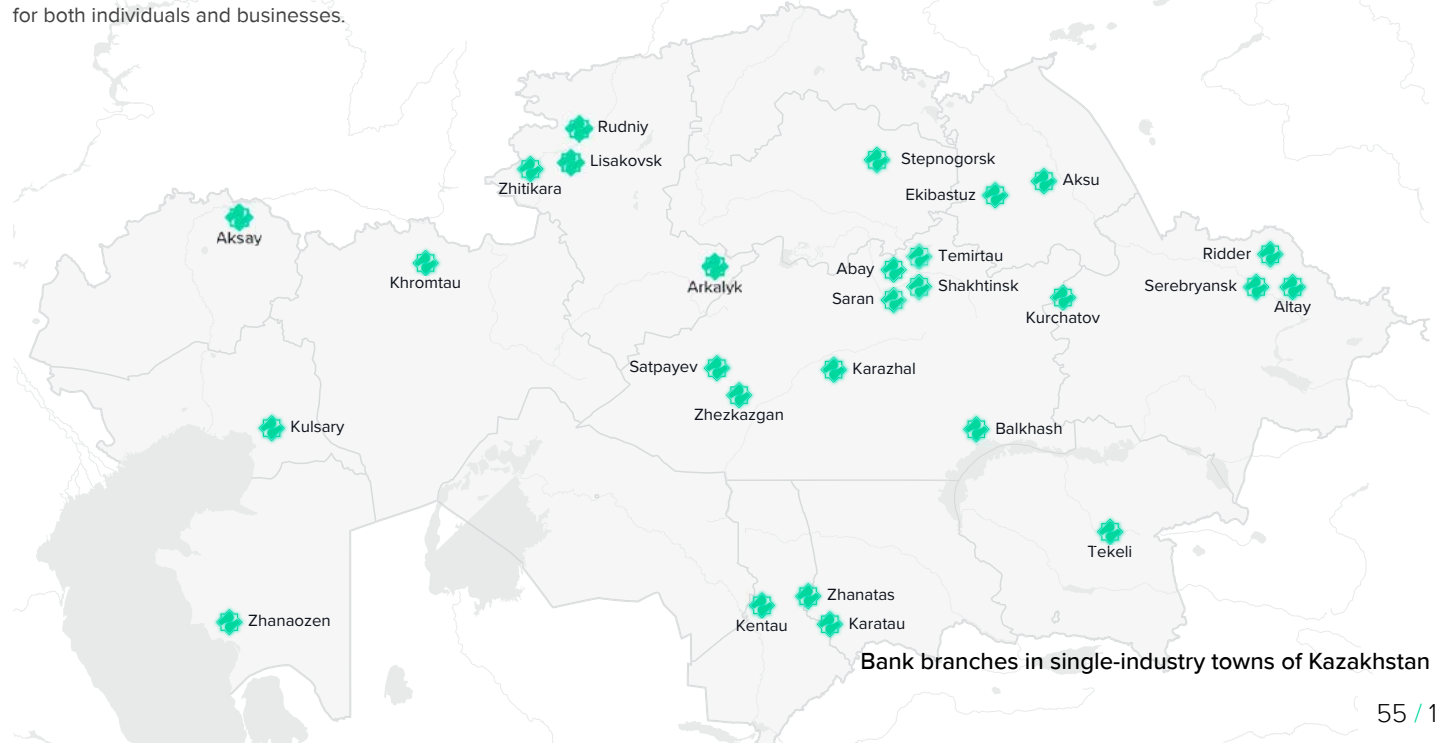 for both individuals and businesses.
Rudniy
Lisakovsk
Stepnogorsk
Zhitikara
Aksu
Ekibastuz
Aksay
Ridder
Temirtau
Abay
Khromtau
Arkalyk
Shakhtinsk
Serebryansk
Saran
Altay
Kurchatov
Satpayev
Karazhal
Zhezkazgan
Kulsary
Balkhash
Tekeli
Zhanatas
Zhanaozen
Kentau
Karatau
Bank branches in single-industry towns of Kazakhstan
55 / 1